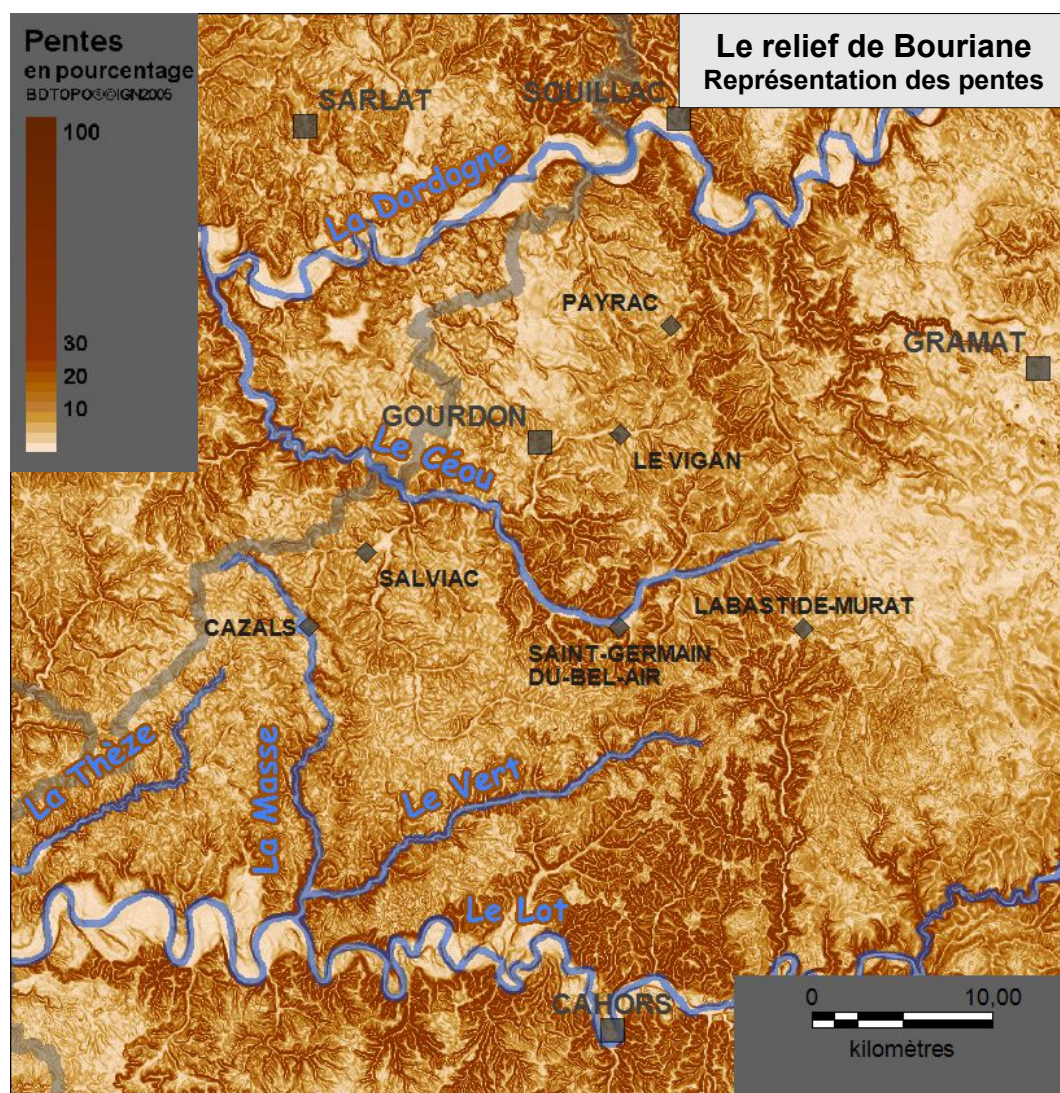 Pentes
en pourcentage
BDTOPO®©IGN2005
100
30
20
10
Le relief de Bouriane
Représentation des pentes
SARLAT
SOUILLAC
La Dordogne
PAYRAC
GRAMAT
GOURDON
Le Céou
LE VIGAN
SALVIAC
CAZALS
LABASTIDE-MURAT
SAINT-GERMAIN
DU-BEL-AIR
La Thèze
La Masse
Le Vert
Le Lot
CAHORS
0 10,00
kilomètres